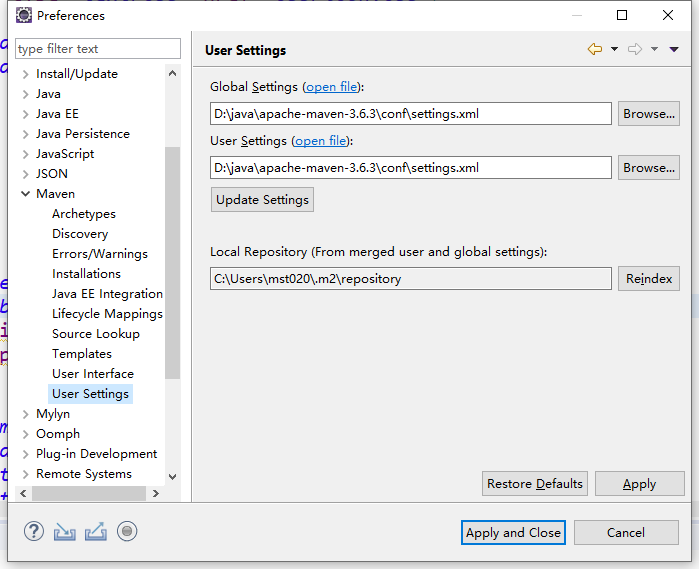 Preferences
type filter text
Install/Update
Java
Java EE
Java Persistence
JavaScript
JSON
Maven
Archetypes
Discovery
Errors/Warnings
Installations
Java EE Integration
Lifecycle Mappings
Source Lookup
Templates
User Interface
User Settings
Mylyn
Oomph
Plug-in Development
Remote Systems
User Settings
Global Settings (open file):
D:\java\apache-maven-3.6.3\conf\settings.xml
Browse...
User Settings (open file):
D:\java\apache-maven-3.6.3\conf\settings.xml
Browse...
Update Settings
Local Repository (From merged user and global settings):
C:\Users\mst020\.m2\repository
Reindex
Restore Defaults
Apply
Apply and Close
Cancel